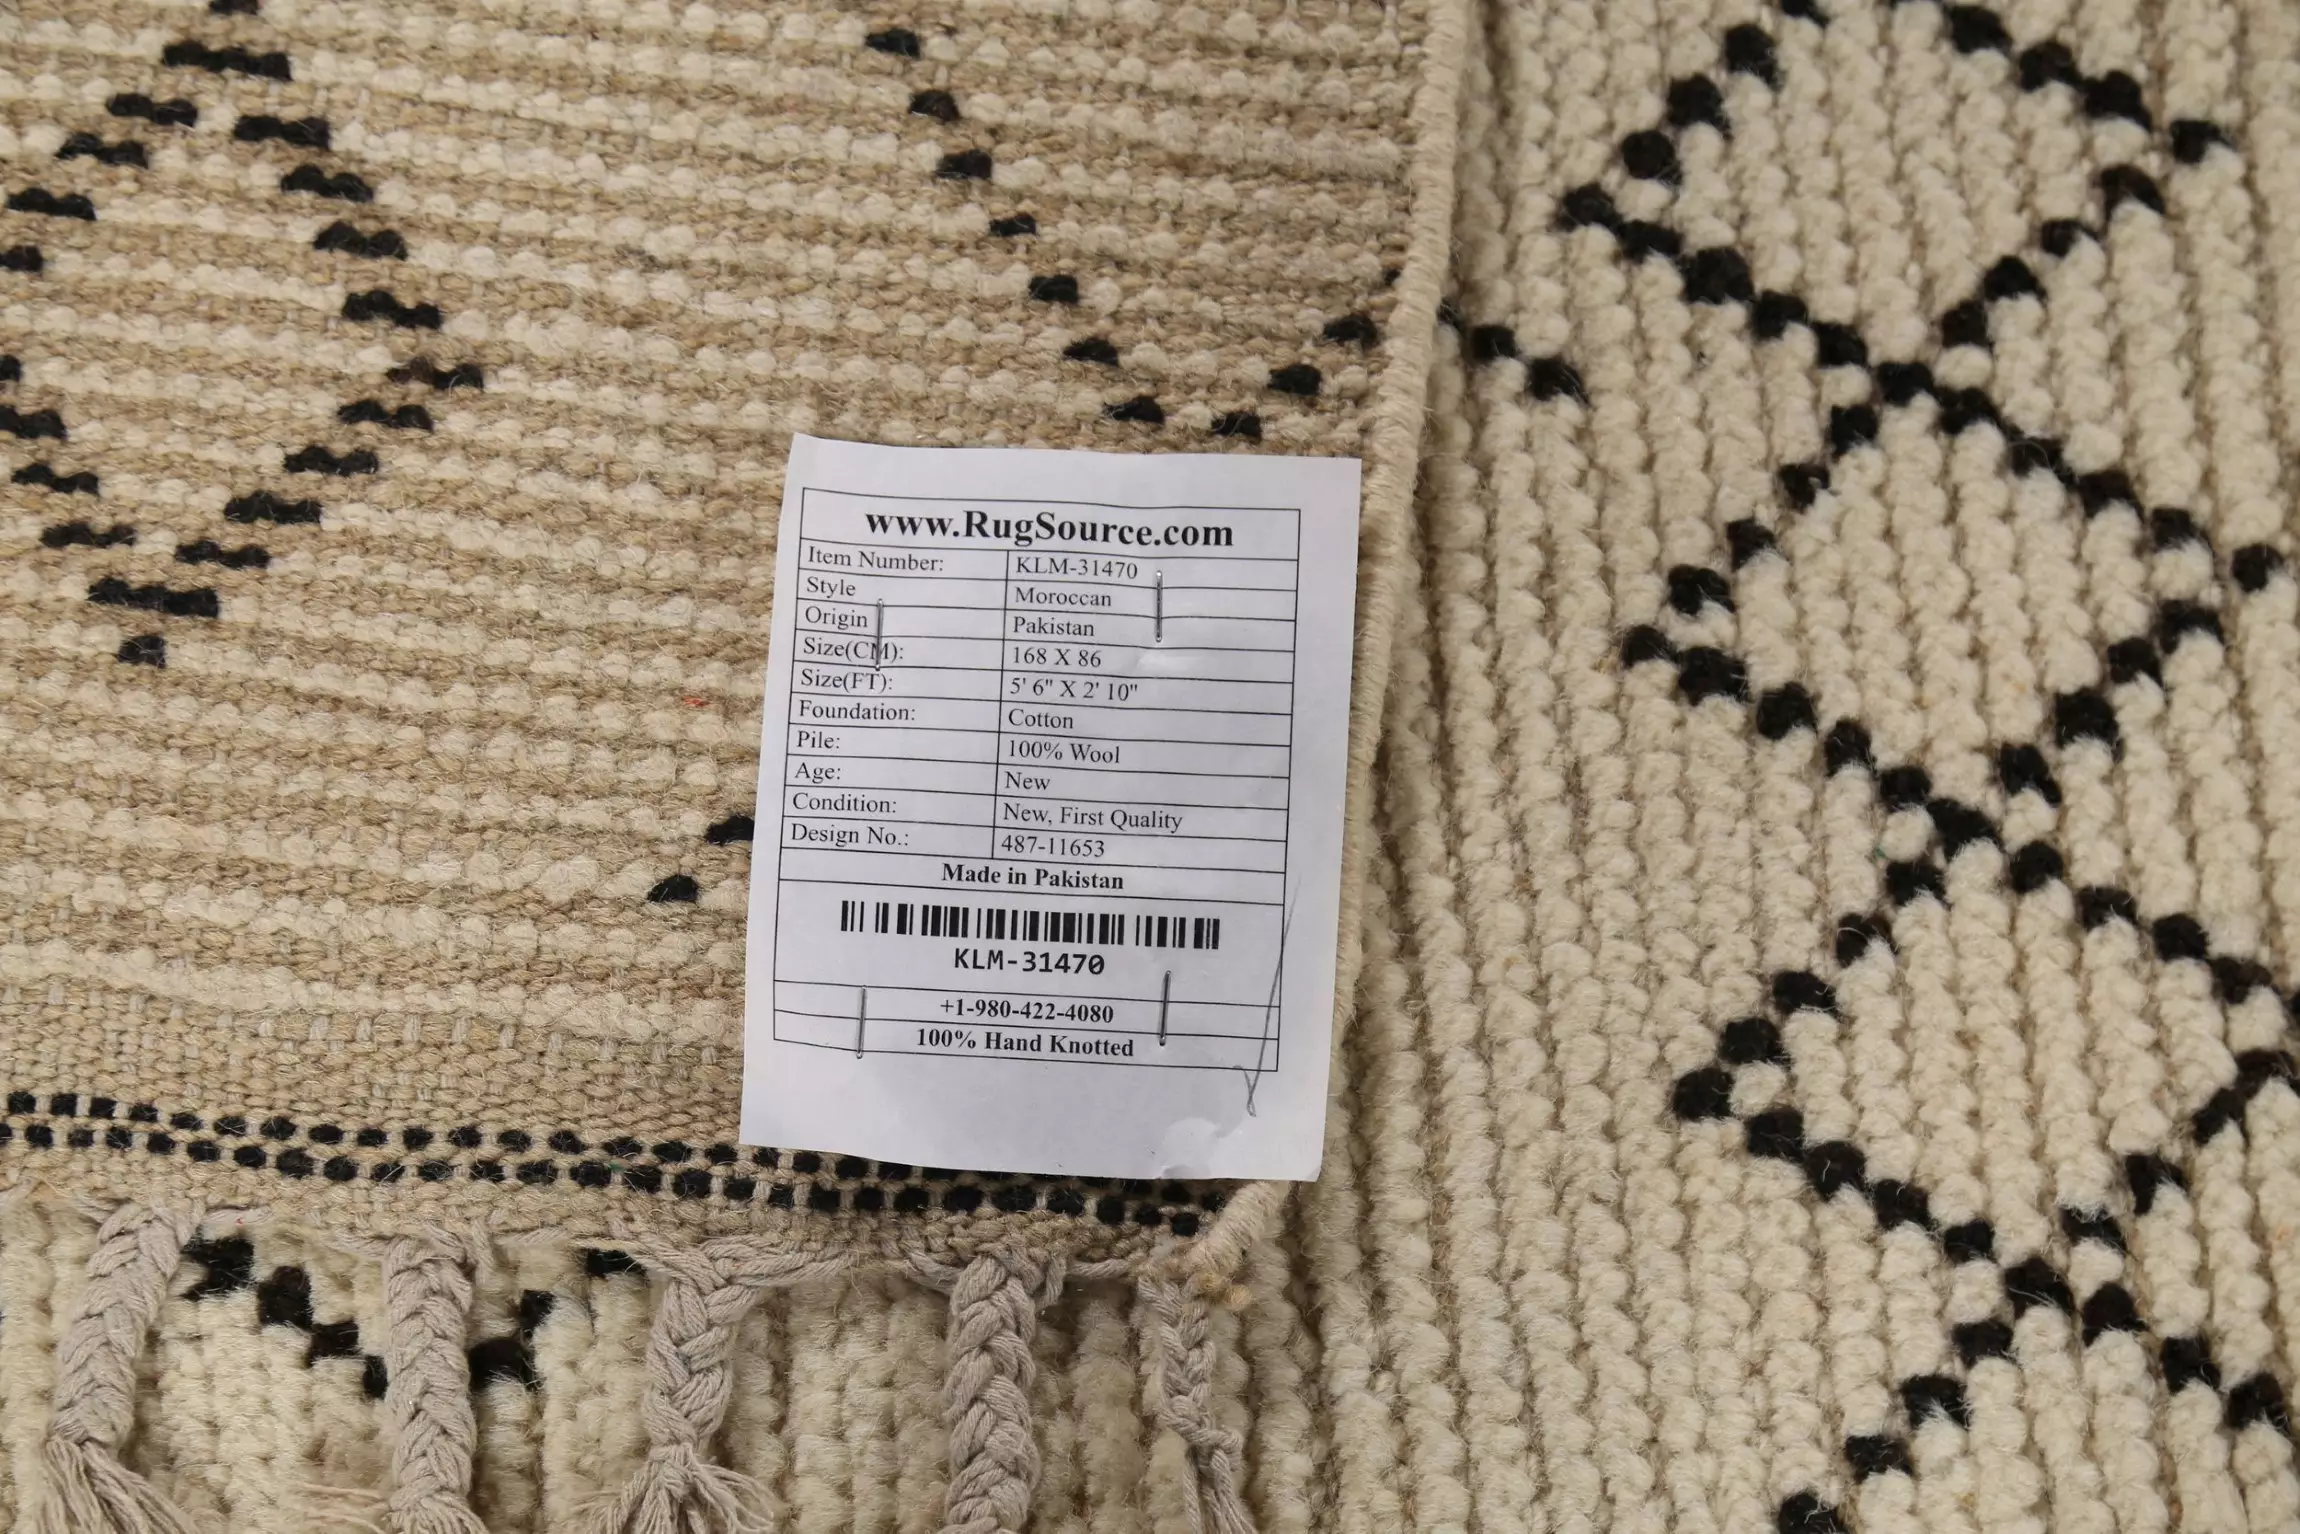 www.RugSource.com
Item Number: KLM-31470
Style Moroccan
Origin Pakistan
Size(CM): 168 X 86
Size(FT): 5' 6" X 2' 10"
Foundation: Cotton
Pile: 100% Wool
Age: New
Condition: New, First Quality
Design No.: 487-11653
Made in Pakistan
KLM-31470
+1-980-422-4080
100% Hand Knotted